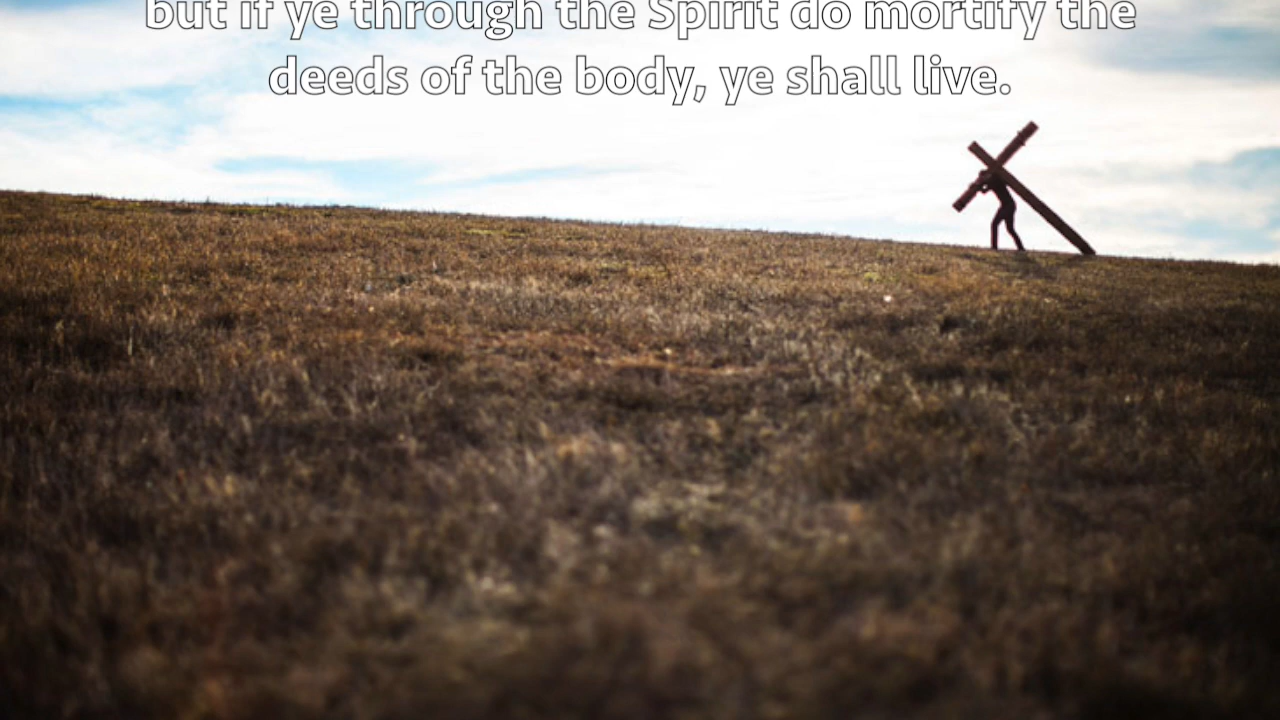 but if ye through the Spirit do mortify the
deeds of the body, ye shall live.